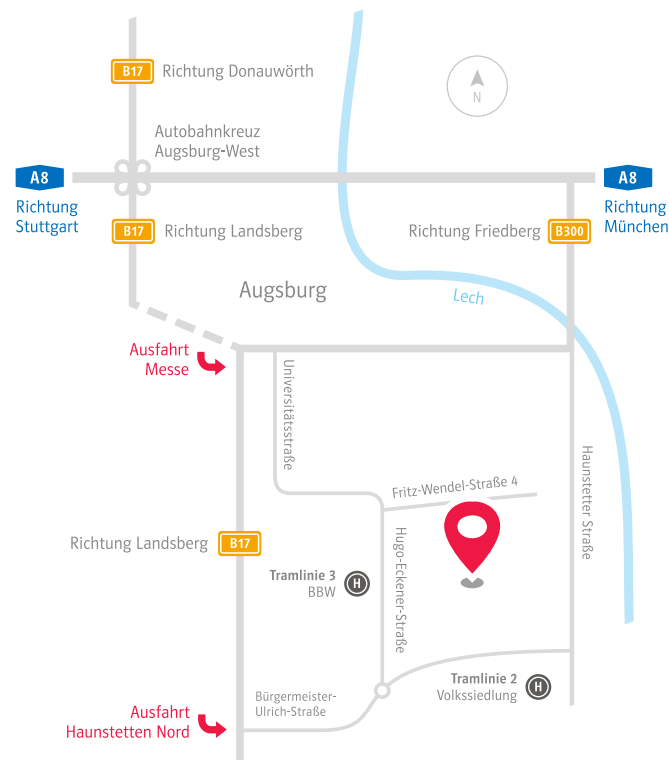 B17
Richtung Donauwörth
N
Autobahnkreuz
Augsburg-West
A8
Richtung
Stuttgart
A8
Richtung
München
B17
Richtung Landsberg
Richtung Friedberg
B300
Augsburg
Lech
Ausfahrt
Messe
Universitätsstraße
Haunstetter Straße
Fritz-Wendel-Straße 4
Hugo-Eckener-Straße
Richtung Landsberg
B17
Tramlinie 3
BBW
H
Tramlinie 2
Volkssiedlung
H
Bürgermeister-
Ulrich-Straße
Ausfahrt
Haunstetten Nord